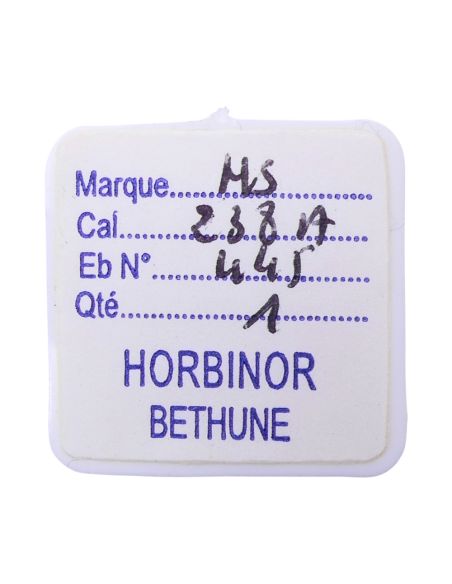 Marque.......MS
Cal.......238 A
Eb N°.......445
Qté.......1
HORBINOR
BETHUNE